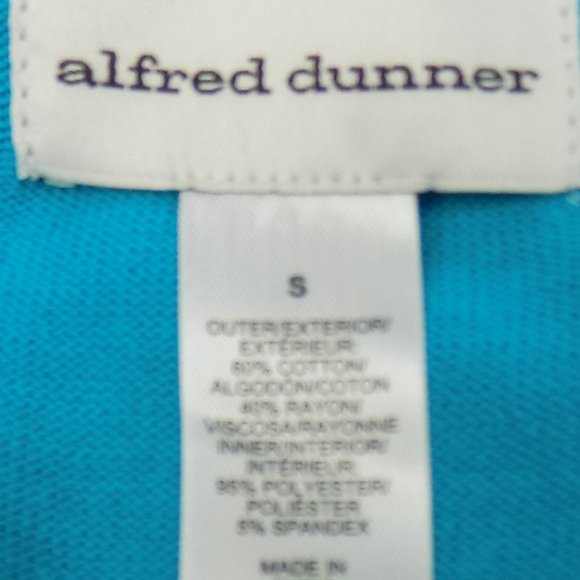 alfred dunner
S
OUTER/EXTERIOR/
EXTÉRIEUR:
60% COTTON/
ALGODÓN/COTON
40% RAYON/
VISCOSA/RAYONNE
INNER/INTERIOR/
INTÉRIEUR:
95% POLYESTER/
POLIÉSTER
5% SPANDEX
MADE IN